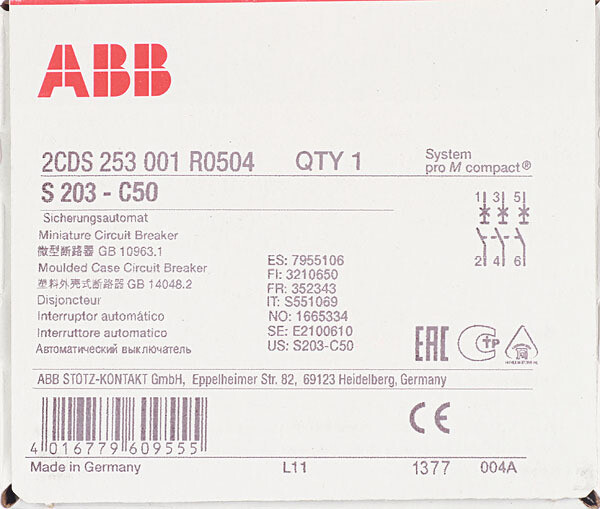 ABB
2CDS 253 001 R0504 QTY 1 System pro M compact®
S 203 - C50
Sicherungsautomat
Miniature Circuit Breaker
微型断路器 GB 10963.1
Moulded Case Circuit Breaker
塑料外壳式断路器 GB 14048.2
Disjoncteur
Interruptor automático
Interruttore automatico
Автоматический выключатель
ES: 7955106
FI: 3210650
FR: 352343
IT: S551069
NO: 1665334
SE: E2100610
US: S203-C50
1 3 5
2 4 6
EAC
ТР
ABB STOTZ-KONTAKT GmbH, Eppelheimer Str. 82, 69123 Heidelberg, Germany
CE
4 016779 609555
Made in Germany L11 1377 004A